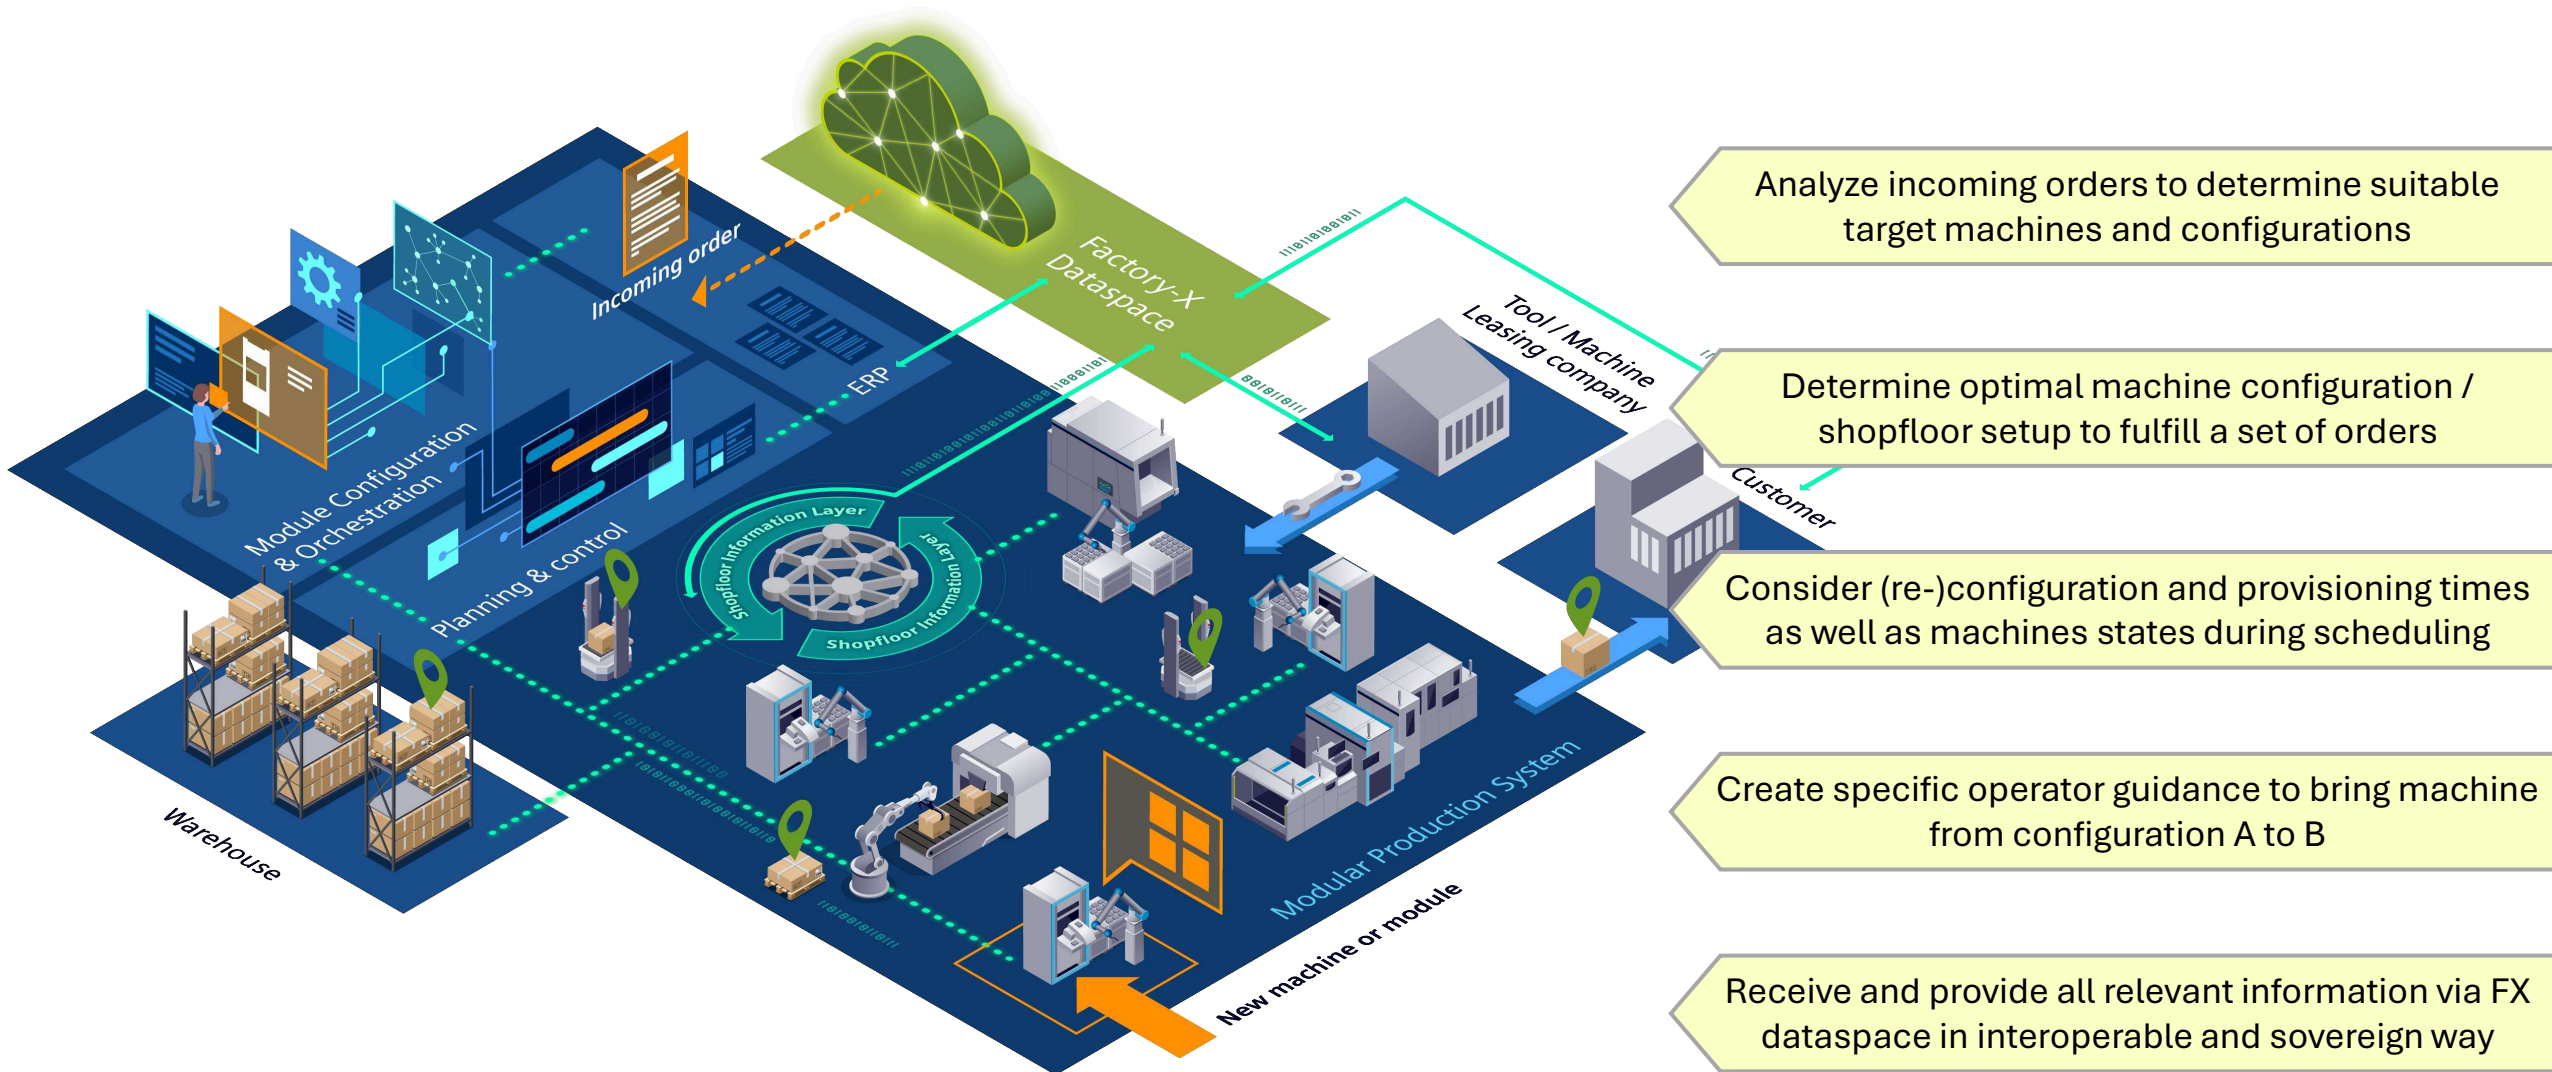 Analyze incoming orders to determine suitable
target machines and configurations
Determine optimal machine configuration /
shopfloor setup to fulfill a set of orders
Consider (re-)configuration and provisioning times
as well as machines states during scheduling
Create specific operator guidance to bring machine
from configuration A to B
Receive and provide all relevant information via FX
dataspace in interoperable and sovereign way
Incoming order
Factory-X
Dataspace
ERP
Tool / Machine
Leasing company
Customer
Module Configuration
& Orchestration
Planning & control
Shopfloor Information Layer
Shopfloor Information Layer
Shopfloor Information Layer
Warehouse
Modular Production System
New machine or module